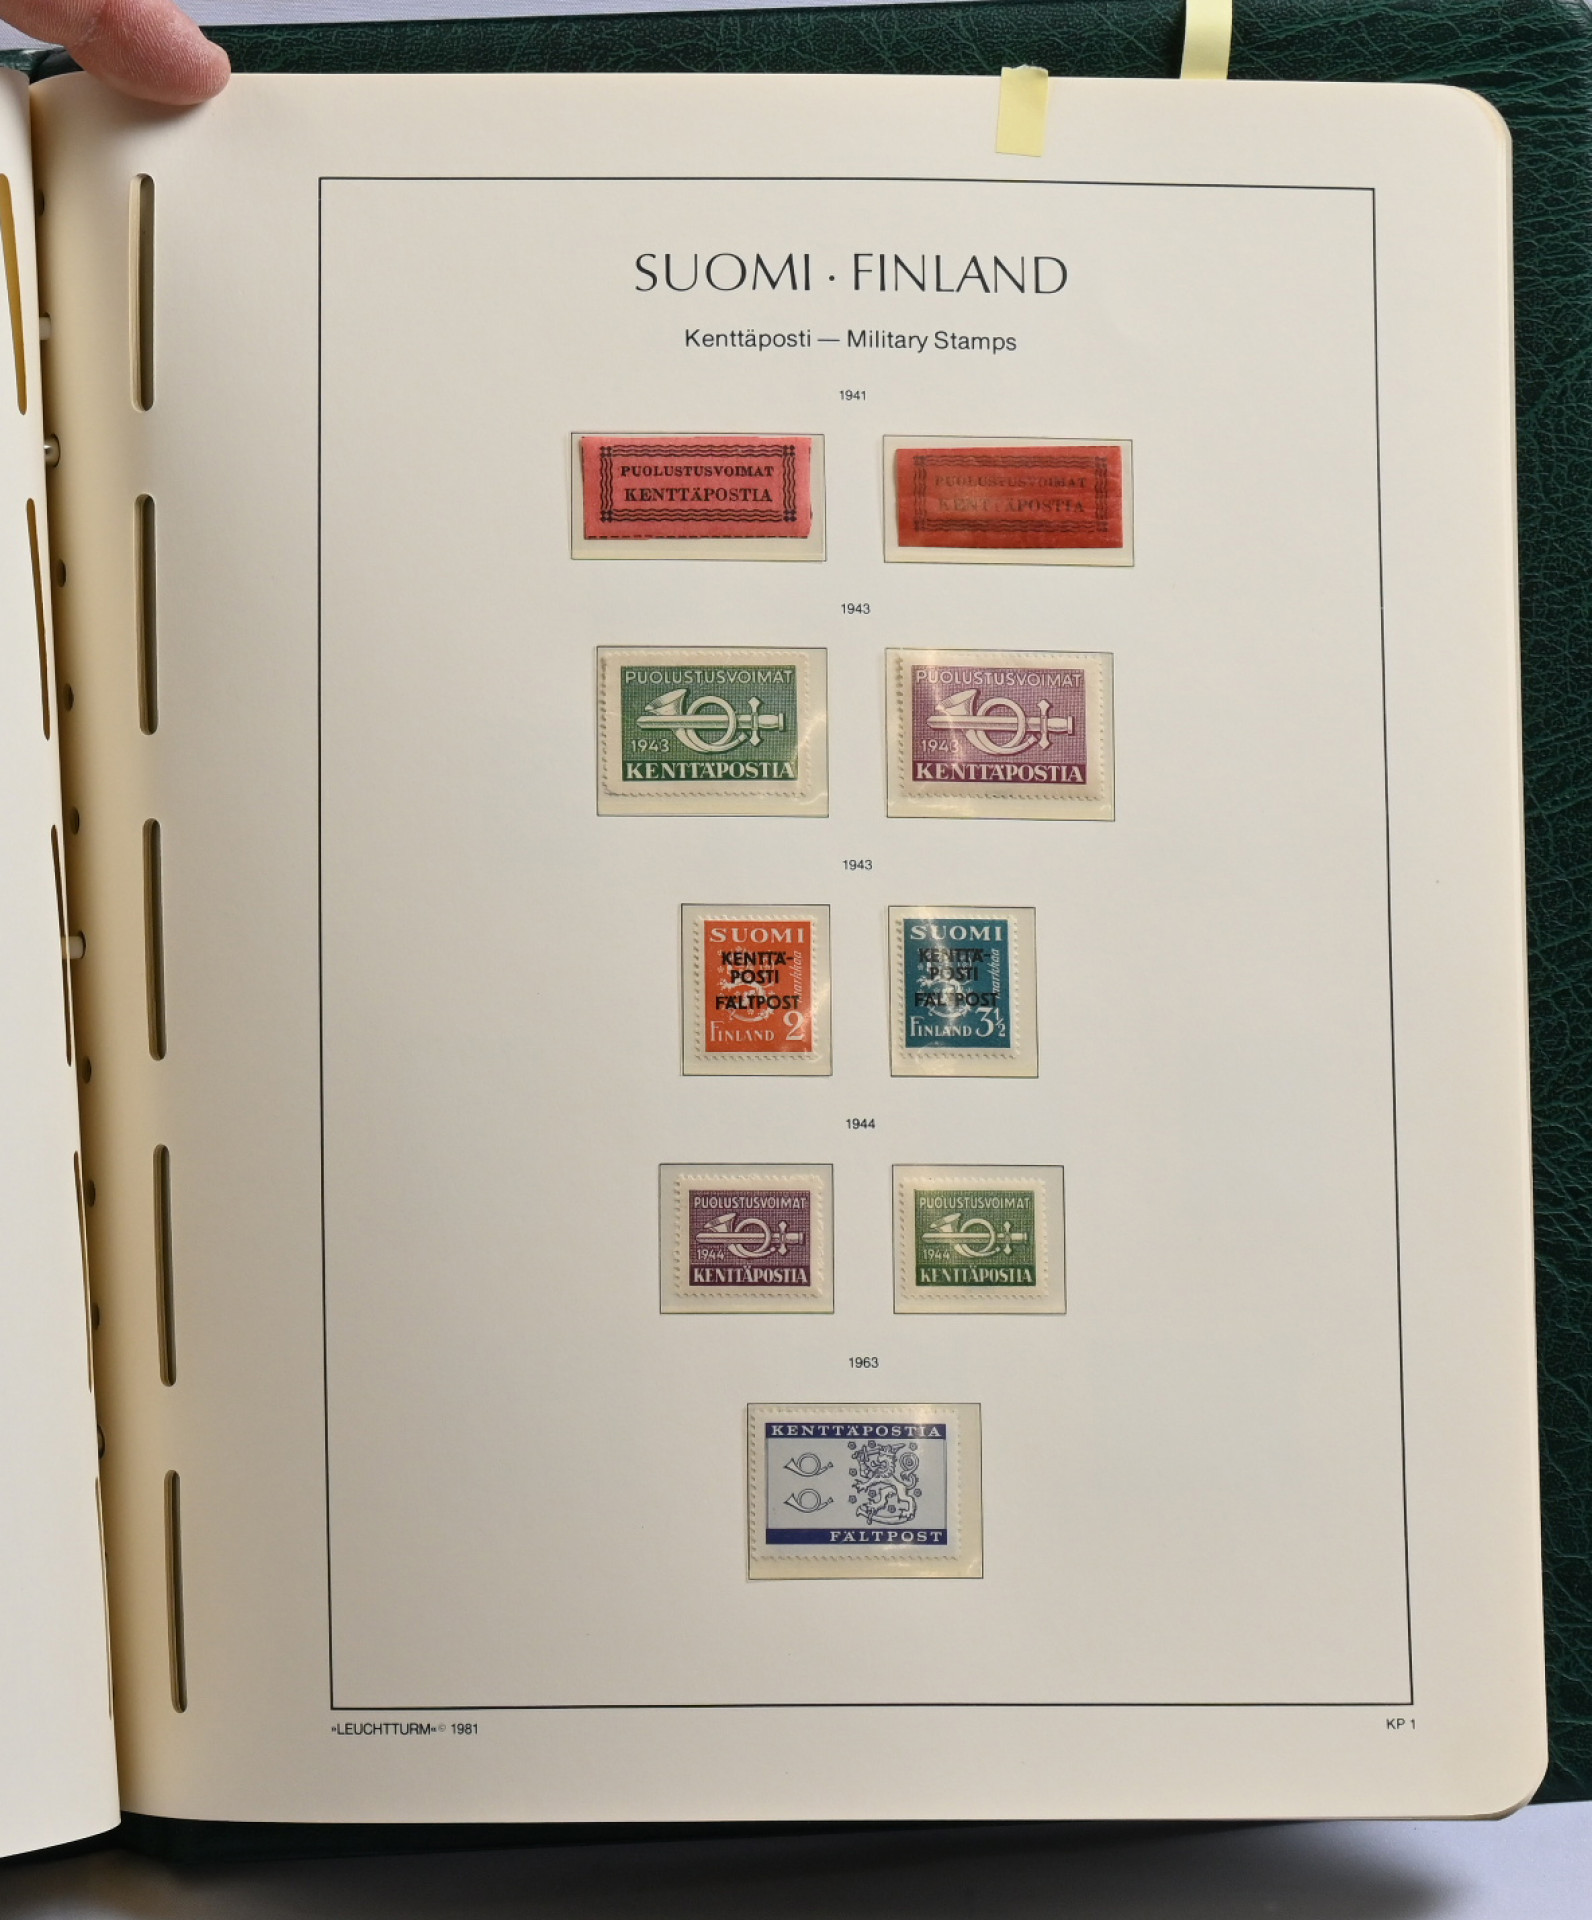 SUOMI · FINLAND
Kenttäposti — Military Stamps
1941
PUOLUSTUSVOIMAT
KENTTÄPOSTIA
PUOLUSTUSVOIMAT
KENTTÄPOSTIA
1943
PUOLUSTUSVOIMAT
1943
KENTTÄPOSTIA
PUOLUSTUSVOIMAT
1943
KENTTÄPOSTIA
1943
SUOMI
KENTTÄ-
POSTI
markkaa
FÄLTPOST
FINLAND 2
SUOMI
KENTTÄ-
POSTI
markkaa
FÄLTPOST
FINLAND 3½
1944
PUOLUSTUSVOIMAT
1944
KENTTÄPOSTIA
PUOLUSTUSVOIMAT
1944
KENTTÄPOSTIA
1963
KENTTÄPOSTIA
FÄLTPOST
»LEUCHTTURM«© 1981
KP 1